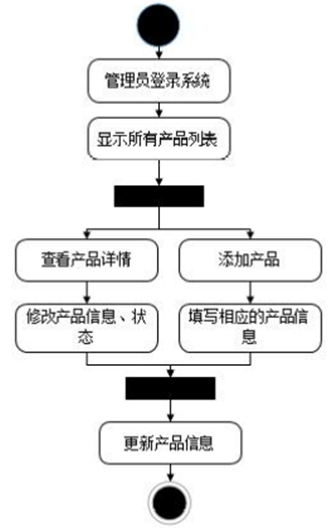 管理员登录系统
显示所有产品列表
查看产品详情
添加产品
修改产品信息、状
态
填写相应的产品信
息
更新产品信息